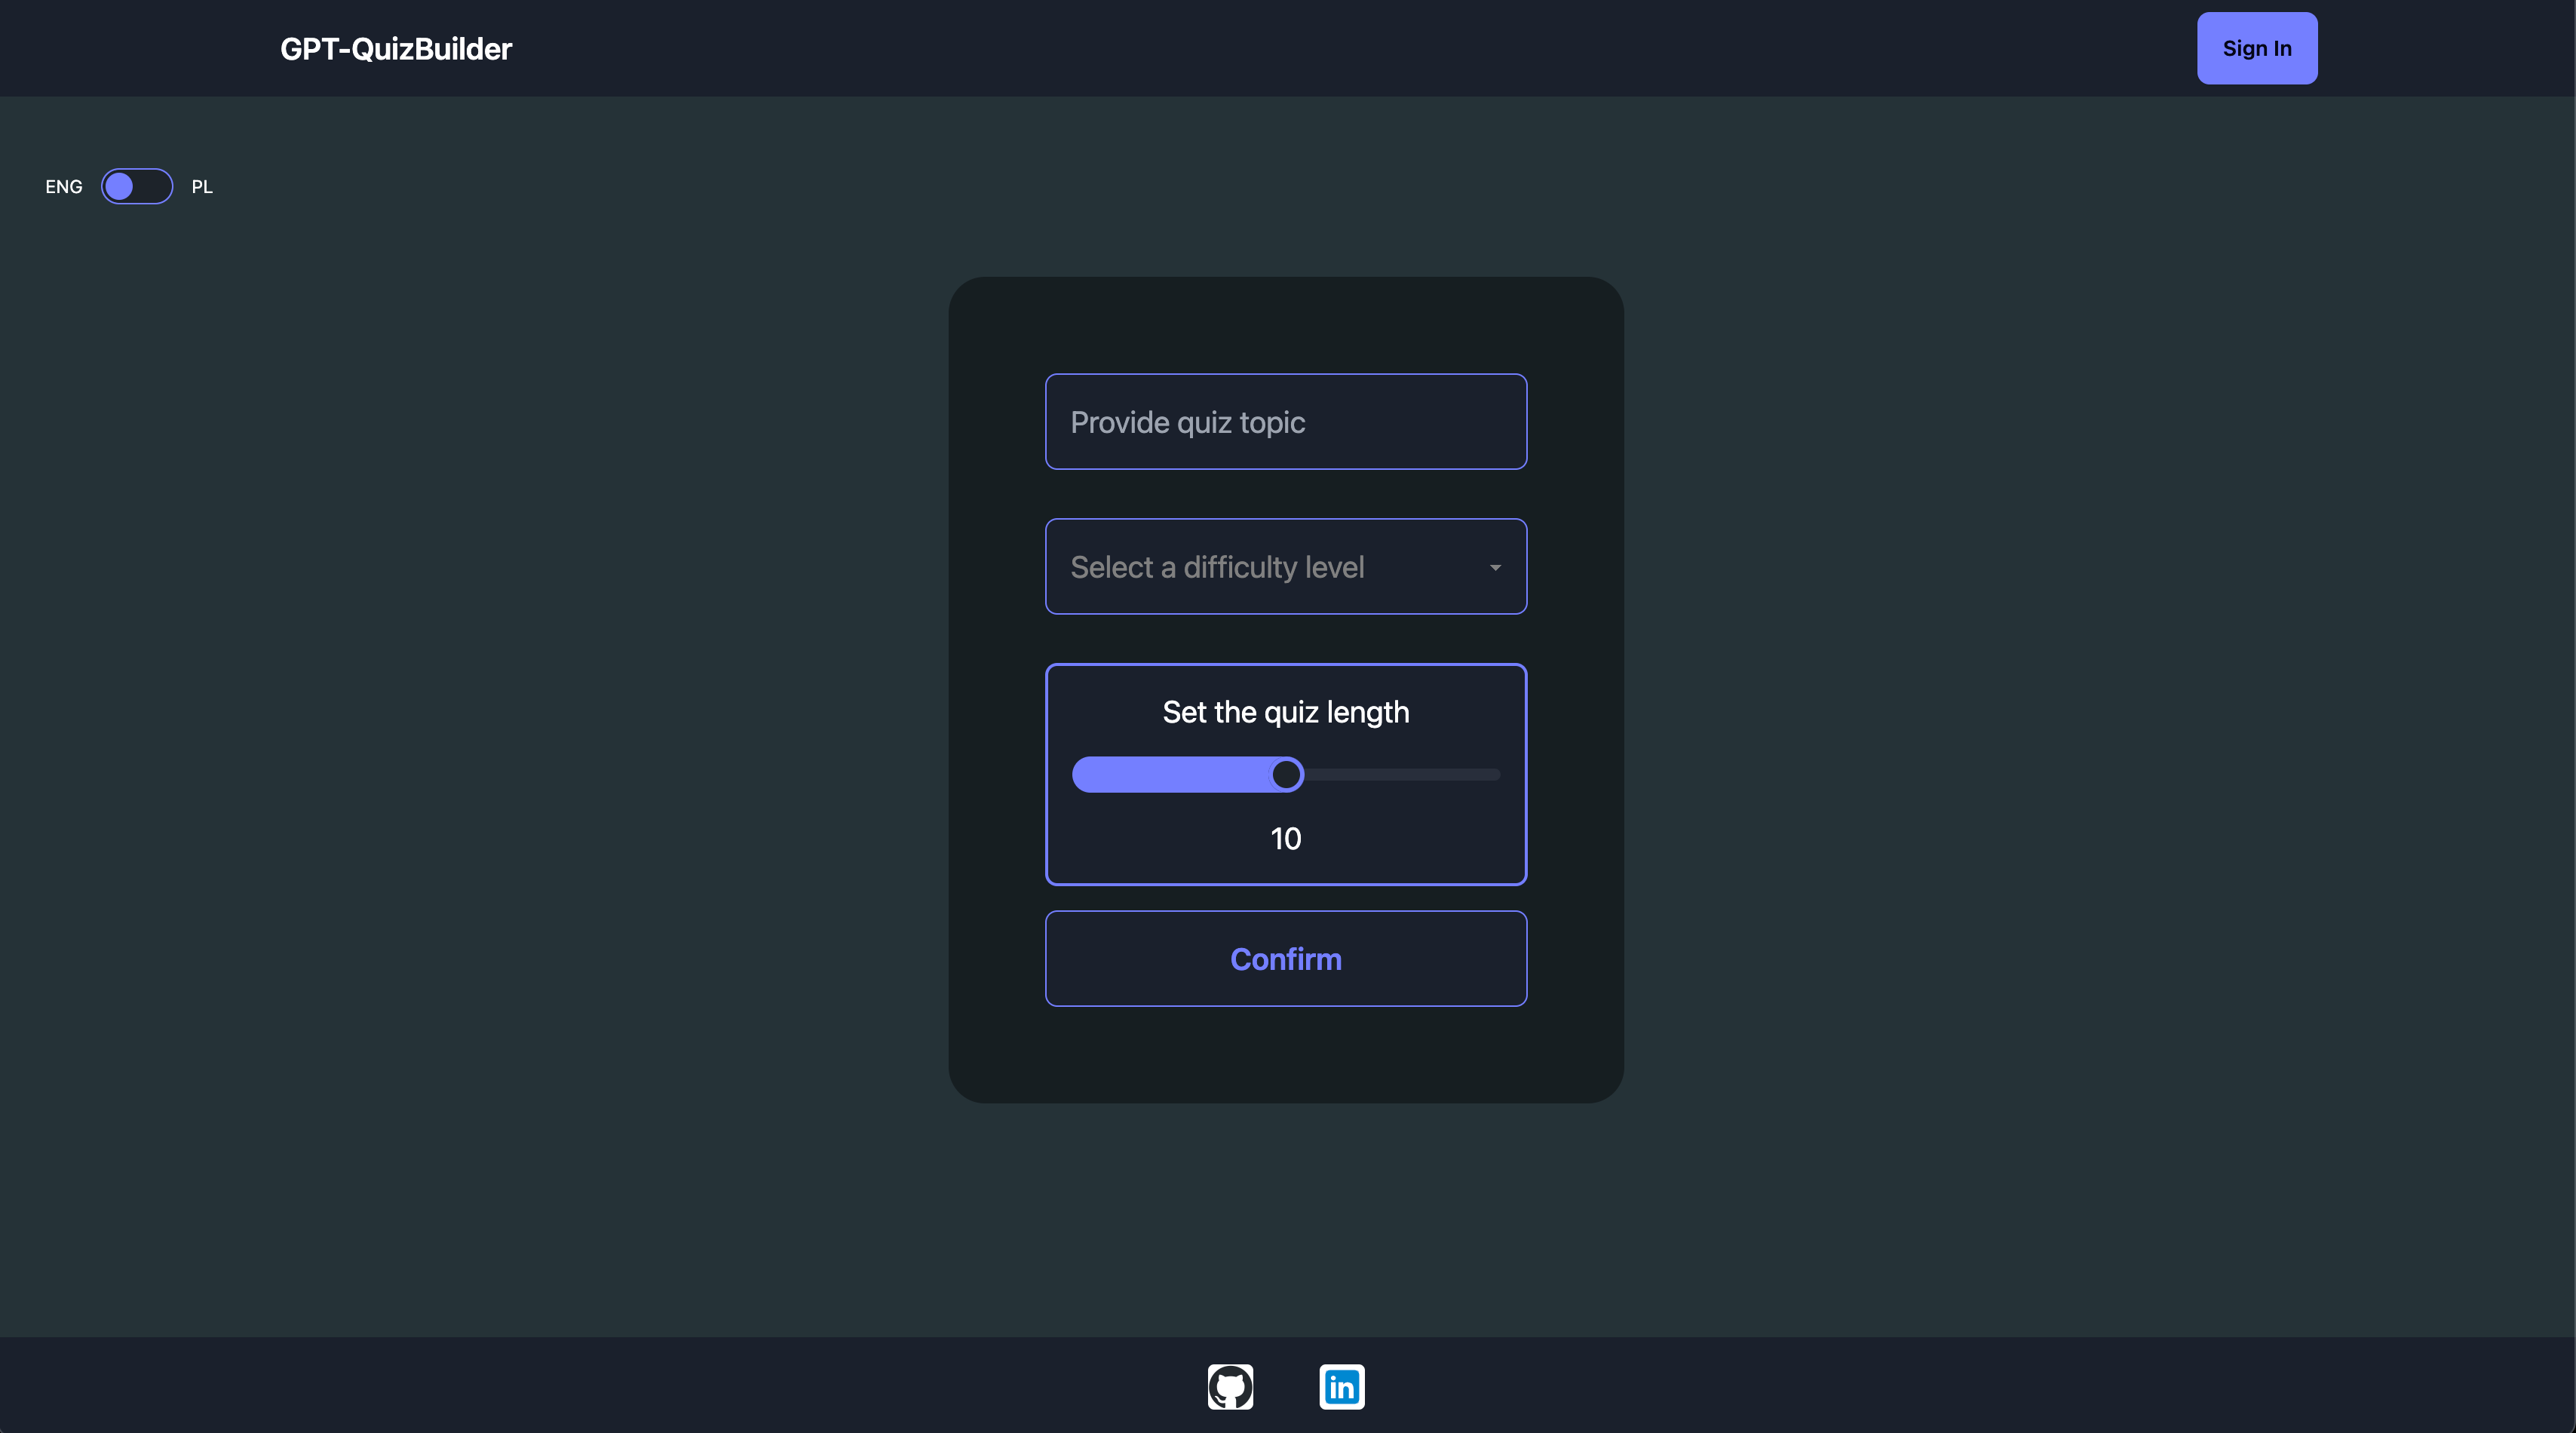 GPT-QuizBuilder
Sign In
ENG
PL
Provide quiz topic
Select a difficulty level
Set the quiz length
10
Confirm
in